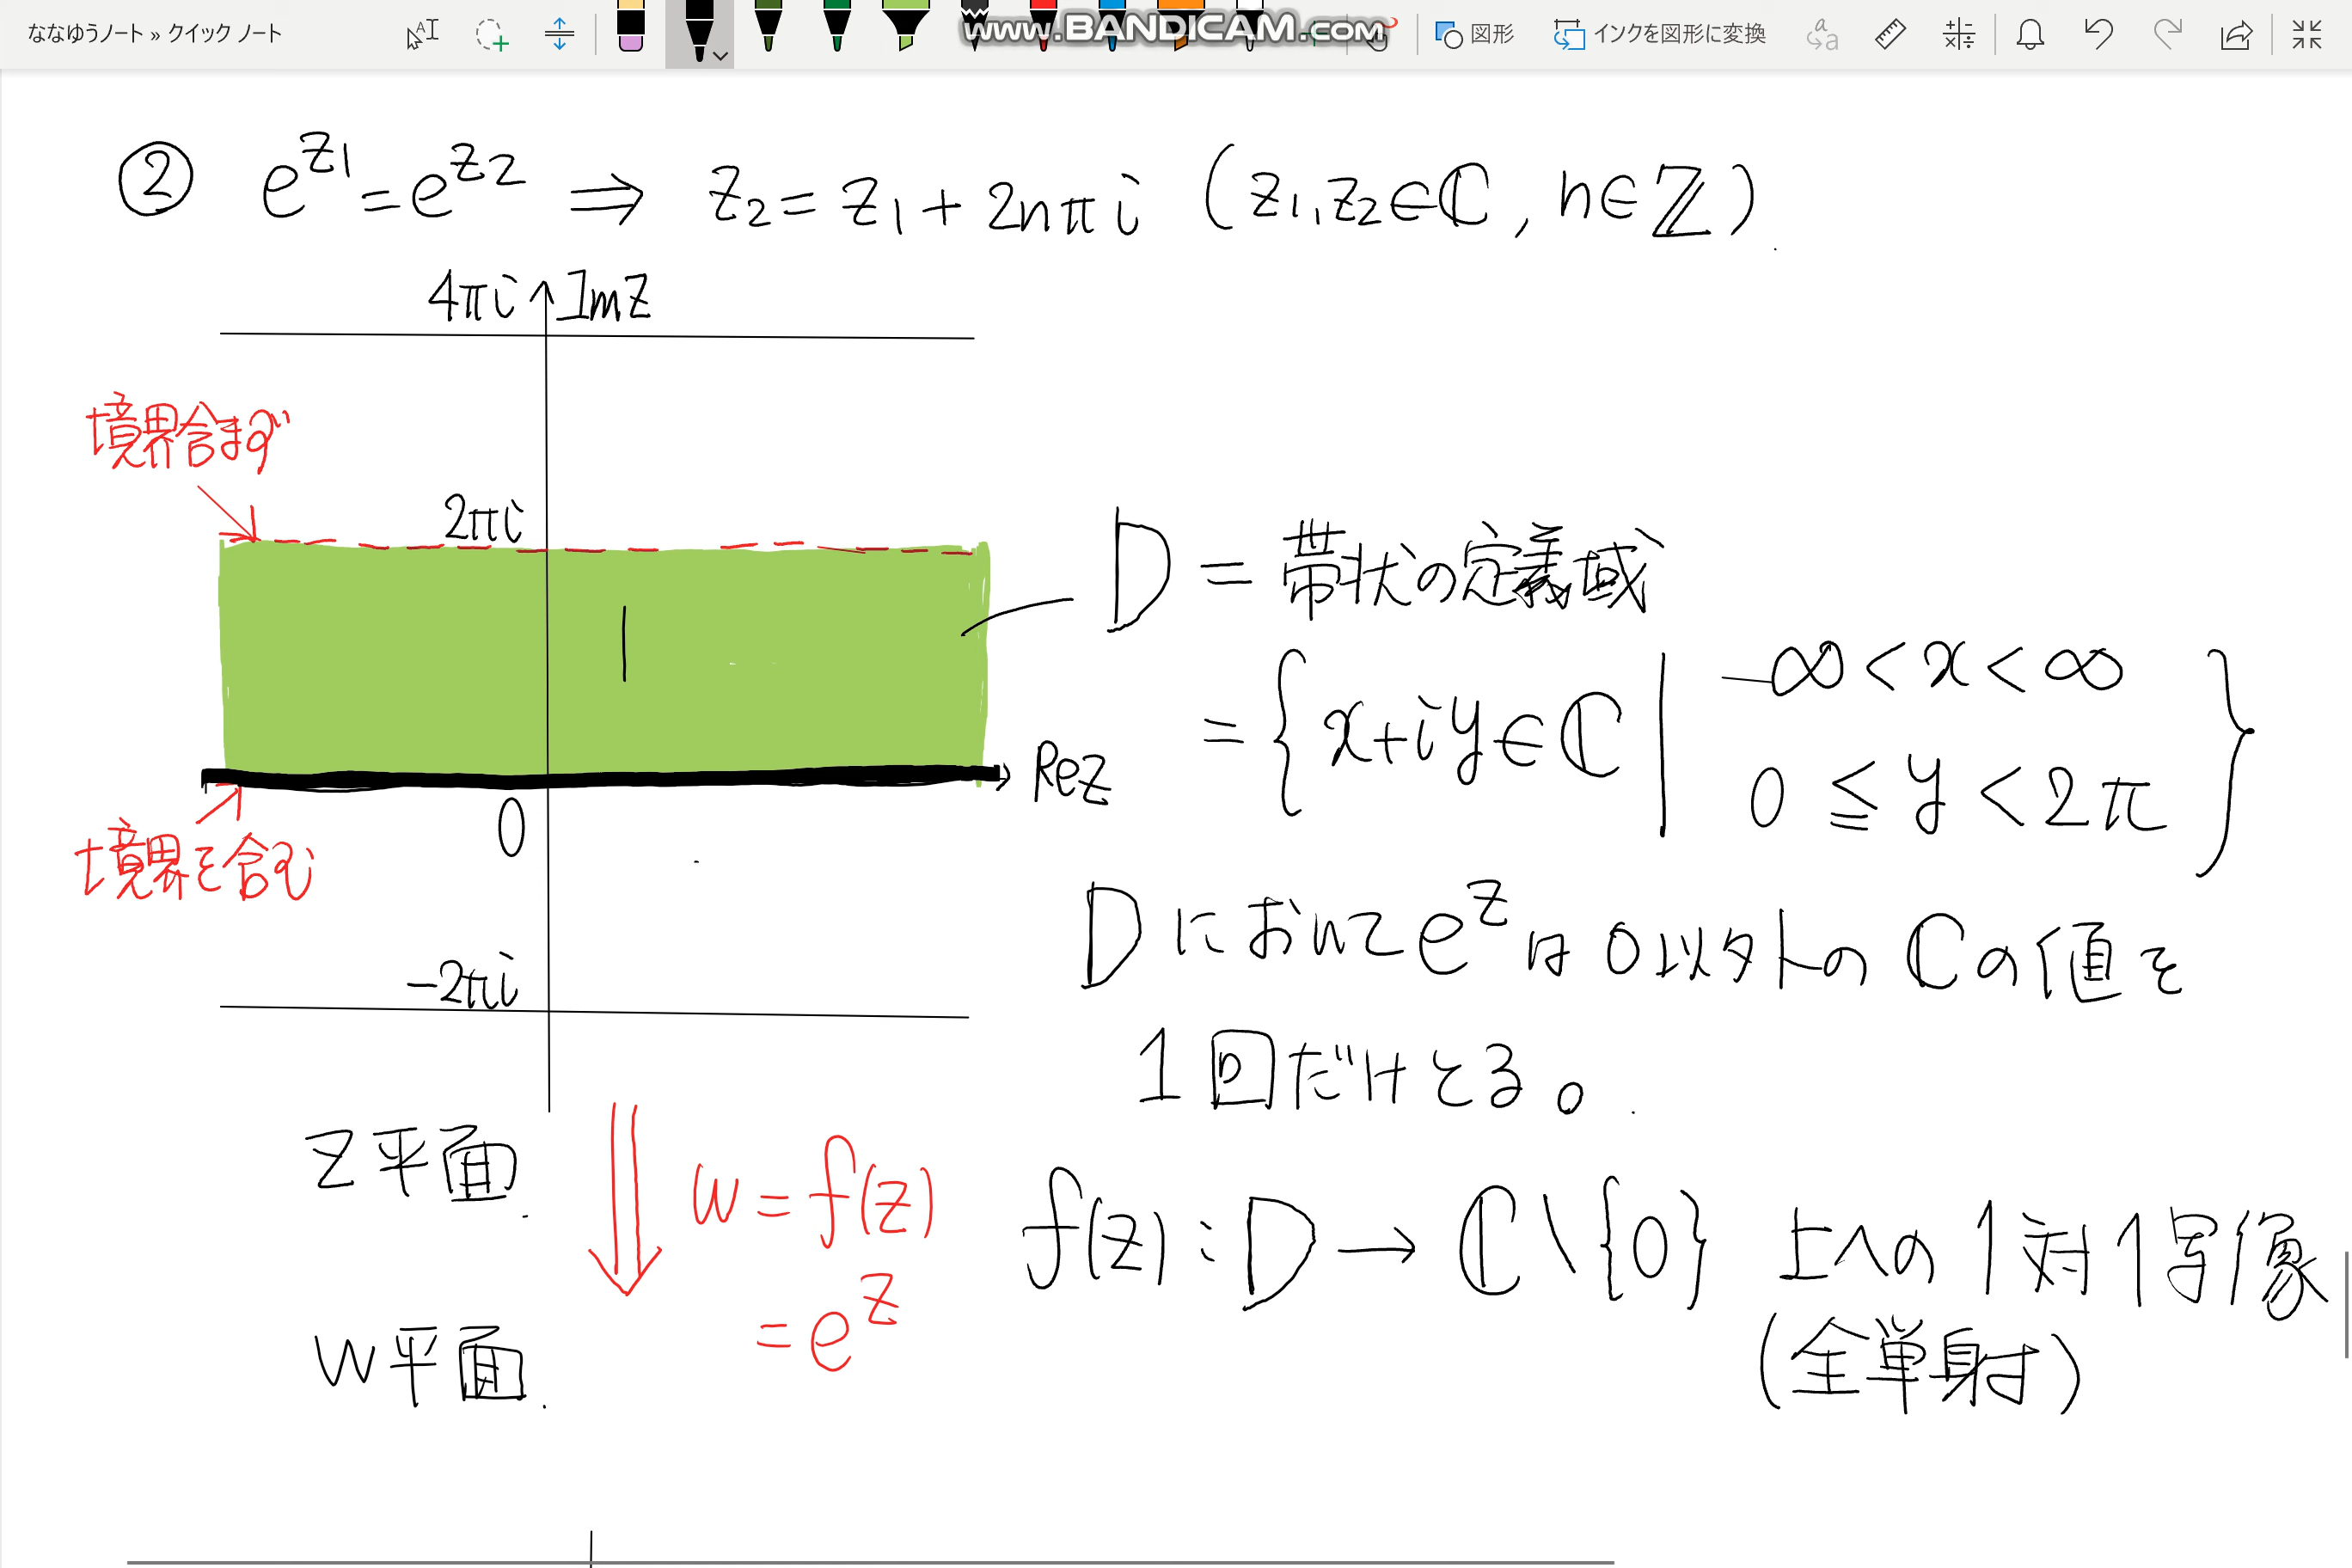 ななゆうノート » クイック ノート
www.BANDICAM.com
図形
インクを図形に変換
② e^{z1}=e^{z2} ⇒ z2=z1+2nπi (z1,z2∈ℂ, n∈ℤ)
4πi
Imz
境界含まず
2πi
1
D = 帯状の定義域
= {x+iy∈ℂ | -∞<x<∞
0≦y<2π}
Rez
0
境界を含む
-2πi
Dにおいてe^zは0以外のℂの値を
1回だけとる。
z平面
w=f(z)
=e^z
w平面
f(z):D→ℂ\{0} 上への1対1写像
(全単射)